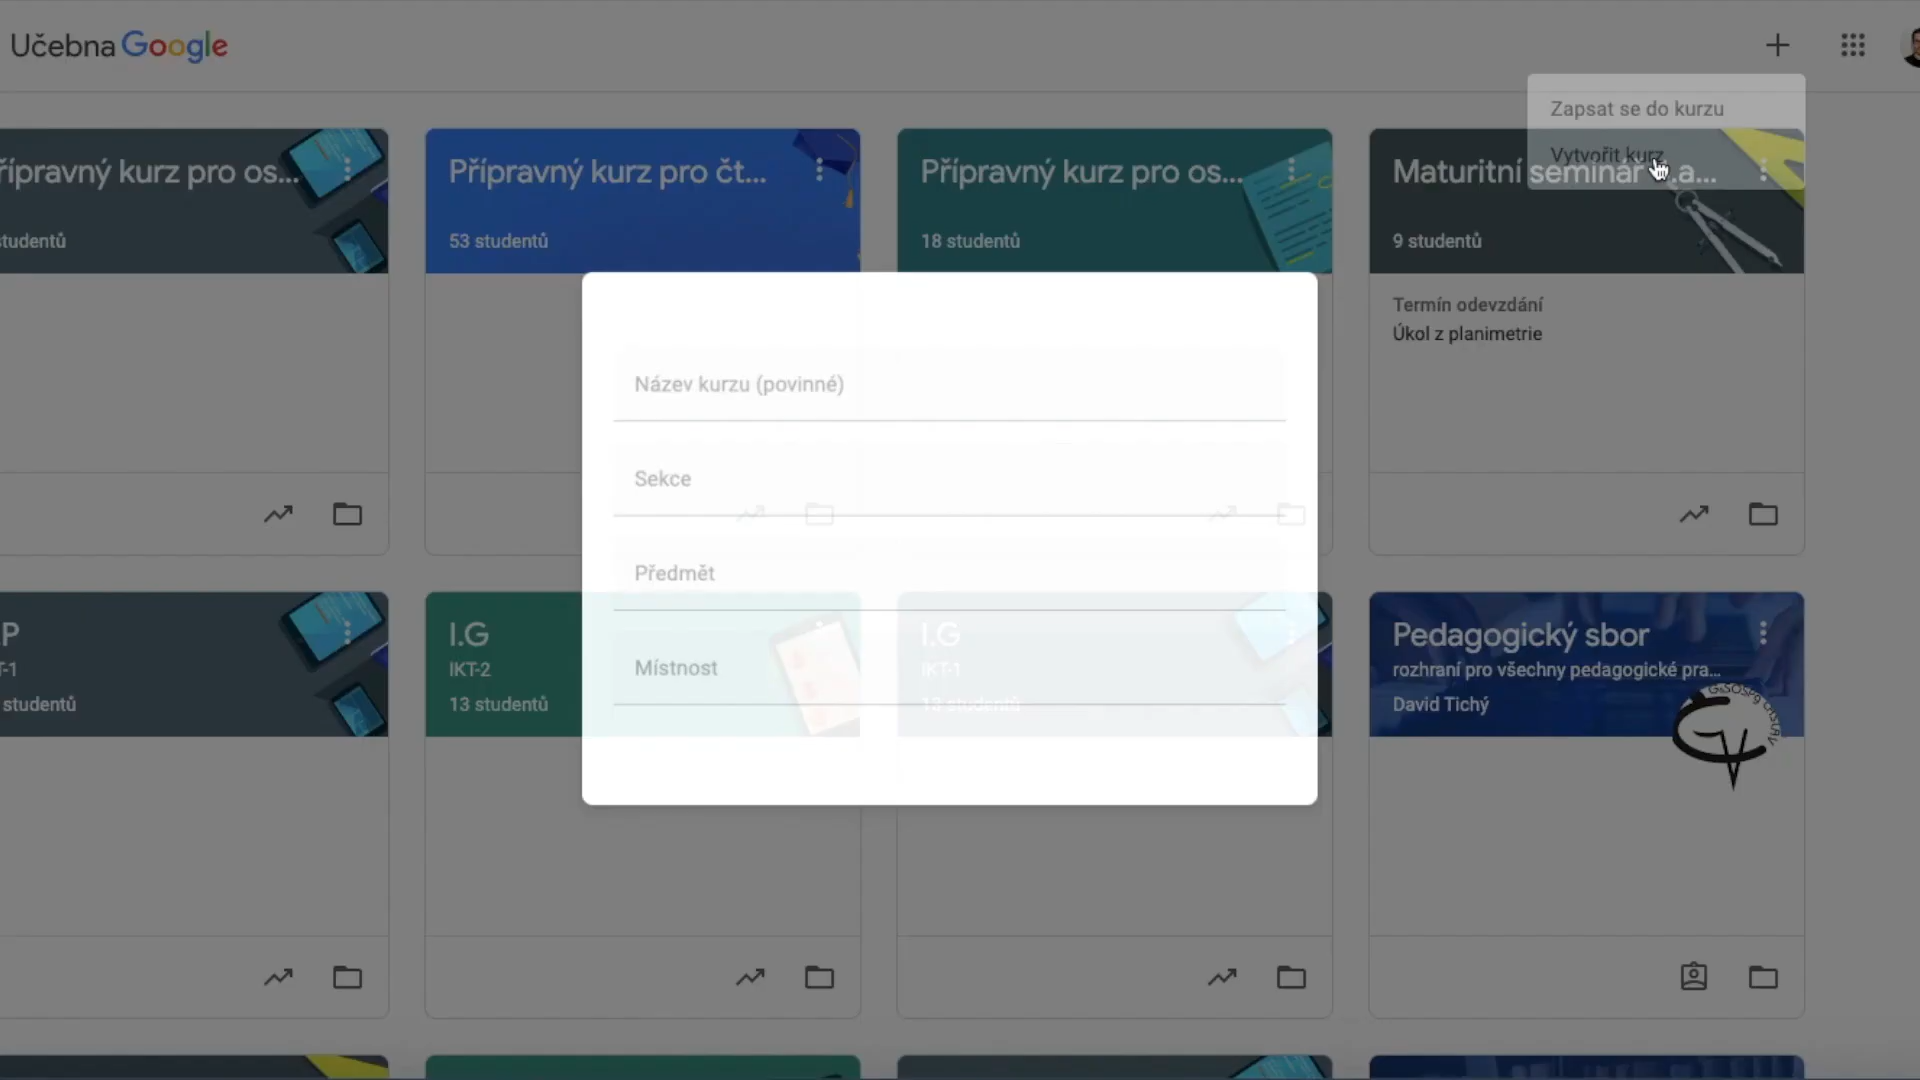 Učebna Google
Zapsat se do kurzu
Vytvořit kurz
Přípravný kurz pro čt...
53 studentů
Přípravný kurz pro os...
18 studentů
Maturitní seminář
9 studentů
Termín odevzdání
Úkol z planimetrie
kurz pro os...
Název kurzu (povinné)
Sekce
Předmět
Místnost
P
studentů
I.G
IKT-2
13 studentů
I.G
IKT-1
13 studentů
Pedagogický sbor
rozhraní pro všechny pedagogické pra...
David Tichý